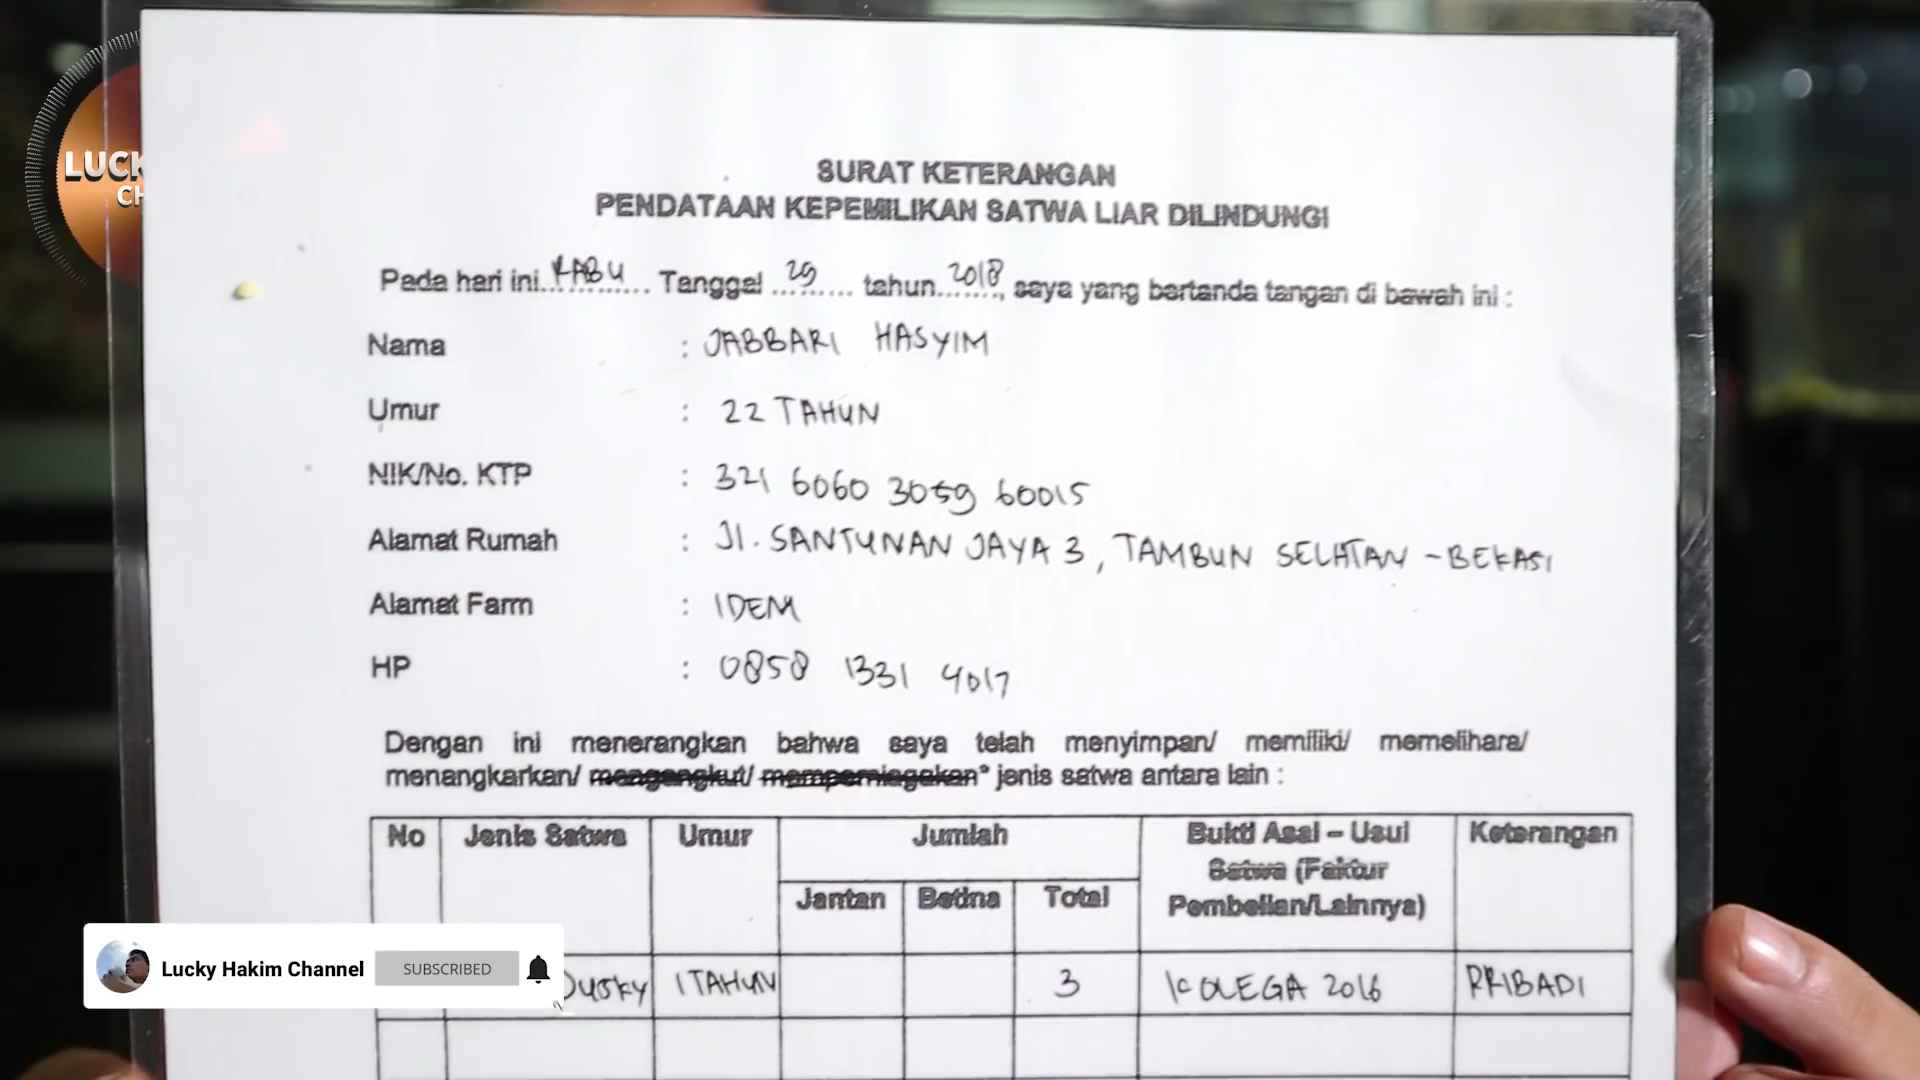 LUCK
CH
SURAT KETERANGAN
PENDATAAN KEPEMILIKAN SATWA LIAR DILINDUNGI
Pada hari ini...RABU... Tanggal ...29... tahun...2018..., saya yang bertanda tangan di bawah ini :
Nama : JABBARI HASYIM
Umur : 22 TAHUN
NIK/No. KTP : 321 6060 3059 60015
Alamat Rumah : Jl. SANTUNAN JAYA 3, TAMBUN SELATAN - BEKASI
Alamat Farm : IDEM
HP : 0858 1331 4017
Dengan ini menerangkan bahwa saya telah menyimpan/ memiliki/ memelihara/
menangkarkan/ mengangkut/ memperniagakan* jenis satwa antara lain :
No Jenis Satwa Umur Jumlah Bukti Asal – Usul Satwa (Faktur Pembelian/Lainnya) Keterangan
Jantan Betina Total
Dusky 1 TAHUN 3 KOLEGA 2016 PRIBADI
Lucky Hakim Channel SUBSCRIBED